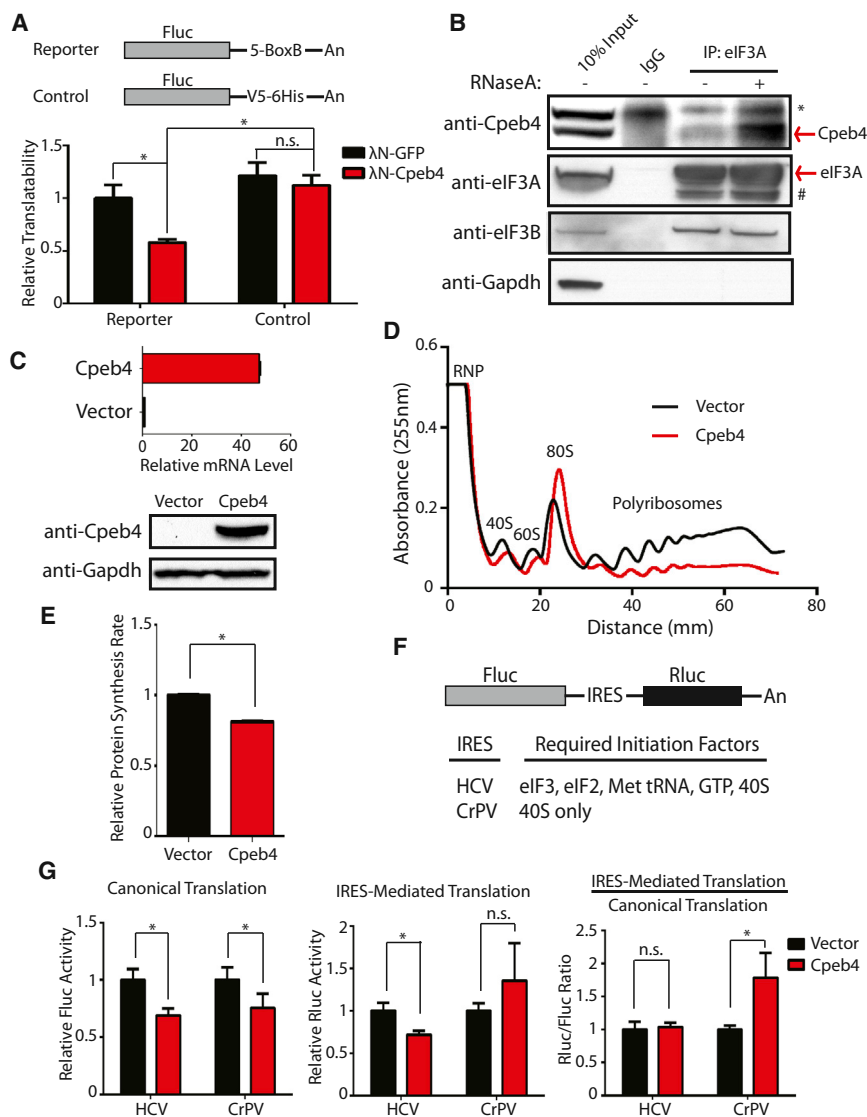 A
Fluc
Reporter
5-BoxB
An
Fluc
Control
V5-6His
An
Relative Translatability
1.5
1
0.5
0
*
*
n.s.
λN-GFP
λN-Cpeb4
Reporter
Control
B
10% Input
IgG
IP: eIF3A
RNaseA:
-
-
-
+
anti-Cpeb4
*
Cpeb4
anti-eIF3A
eIF3A
#
anti-eIF3B
anti-Gapdh
C
Cpeb4
Vector
0
20
40
60
Relative mRNA Level
Vector
Cpeb4
anti-Cpeb4
anti-Gapdh
D
Absorbance (255nm)
0.6
0.4
0.2
0
RNP
40S
60S
80S
Polyribosomes
Vector
Cpeb4
0
20
40
60
80
Distance (mm)
E
Relative Protein Synthesis Rate
1.5
1
0.5
0
*
Vector
Cpeb4
F
Fluc
IRES
Rluc
An
IRES Required Initiation Factors
HCV eIF3, eIF2, Met tRNA, GTP, 40S
CrPV 40S only
G
Canonical Translation
Relative Fluc Activity
1.5
1
0.5
0
*
*
HCV
CrPV
IRES-Mediated Translation
Relative Rluc Activity
2
1.5
1
0.5
0
*
n.s.
HCV
CrPV
IRES-Mediated Translation
Canonical Translation
Rluc/Fluc Ratio
2.5
2
1.5
1
0.5
0
n.s.
*
HCV
CrPV
Vector
Cpeb4